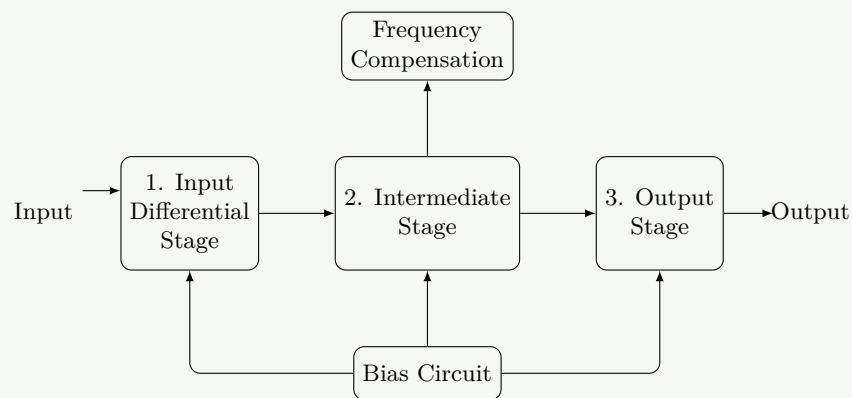 Frequency
Compensation
Input
1. Input
Differential
Stage
2. Intermediate
Stage
3. Output
Stage
Output
Bias Circuit